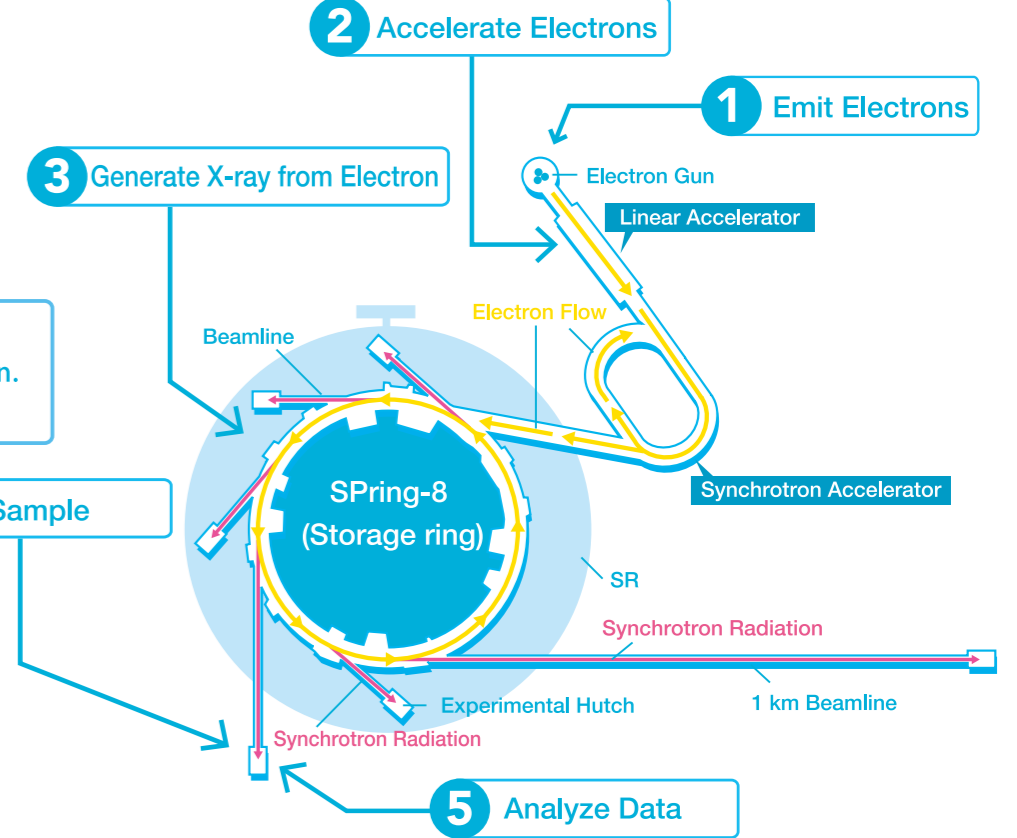 2 Accelerate Electrons
1 Emit Electrons
3 Generate X-ray from Electron
Electron Gun
Linear Accelerator
Electron Flow
Beamline
SPring-8
(Storage ring)
Synchrotron Accelerator
Sample
SR
Synchrotron Radiation
1 km Beamline
Experimental Hutch
Synchrotron Radiation
5 Analyze Data